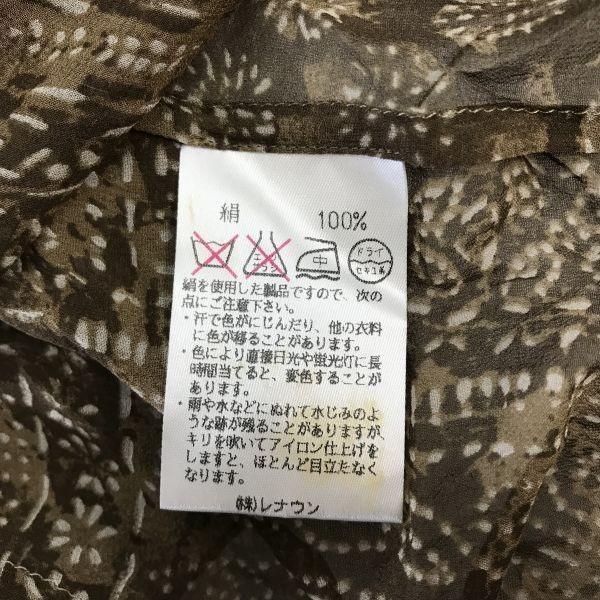 絹 100%
エンソ 中 ドライ
セキユ系
絹を使用した製品ですので、次の
点にご注意下さい。
・汗で色がにじんだり、他の衣料
に色が移ることがあります。
・色により直接日光や蛍光灯に長
時間当てると、変色することが
あります。
・雨や水などにぬれて水じみのよ
うな跡が残ることがありますが、
キリを吹いてアイロン仕上げを
しますと、ほとんど目立たなく
なります。
(株)レナウン